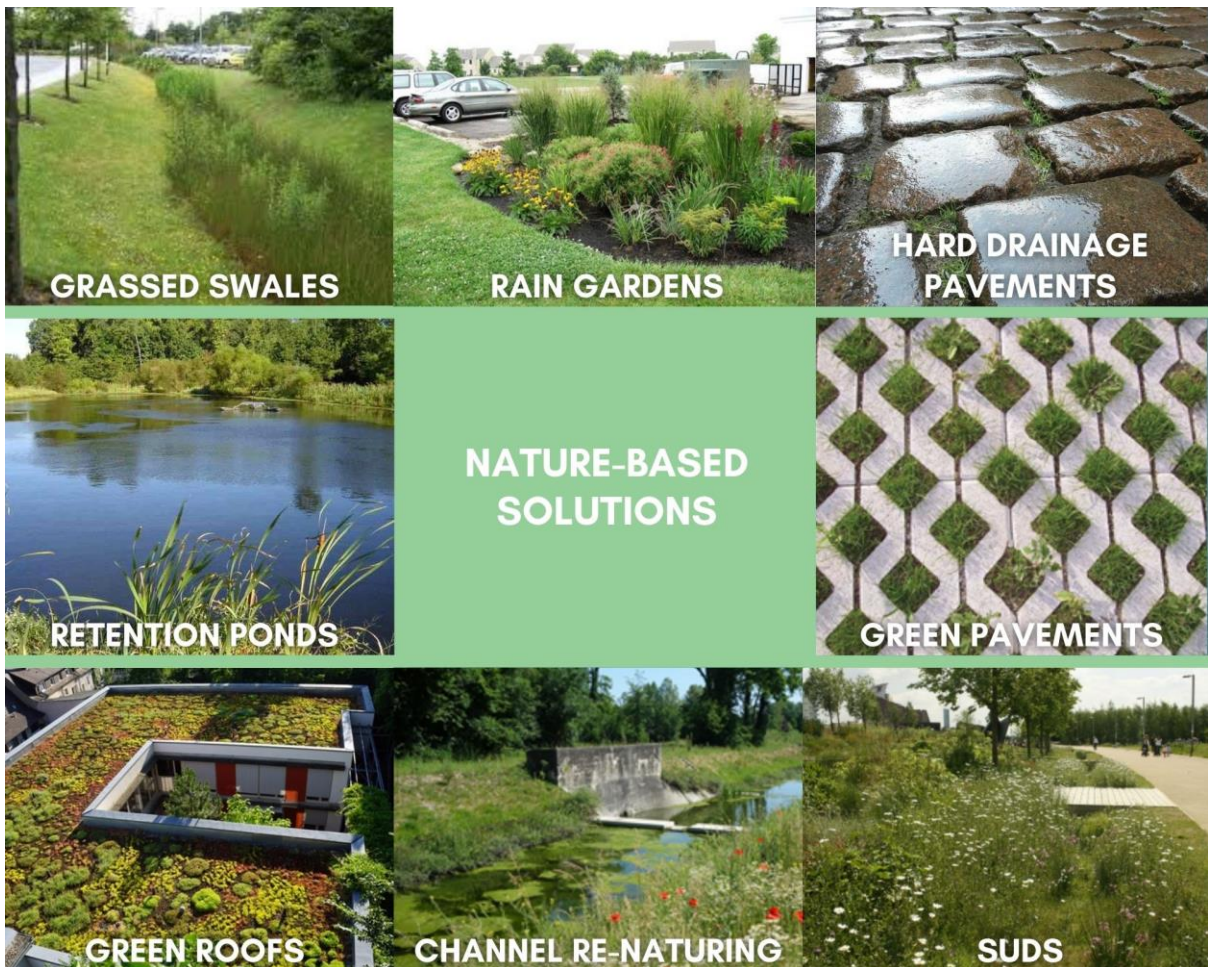 GRASSED SWALES
RAIN GARDENS
HARD DRAINAGE
PAVEMENTS
NATURE-BASED
SOLUTIONS
RETENTION PONDS
GREEN PAVEMENTS
GREEN ROOFS
CHANNEL RE-NATURING
SUDS